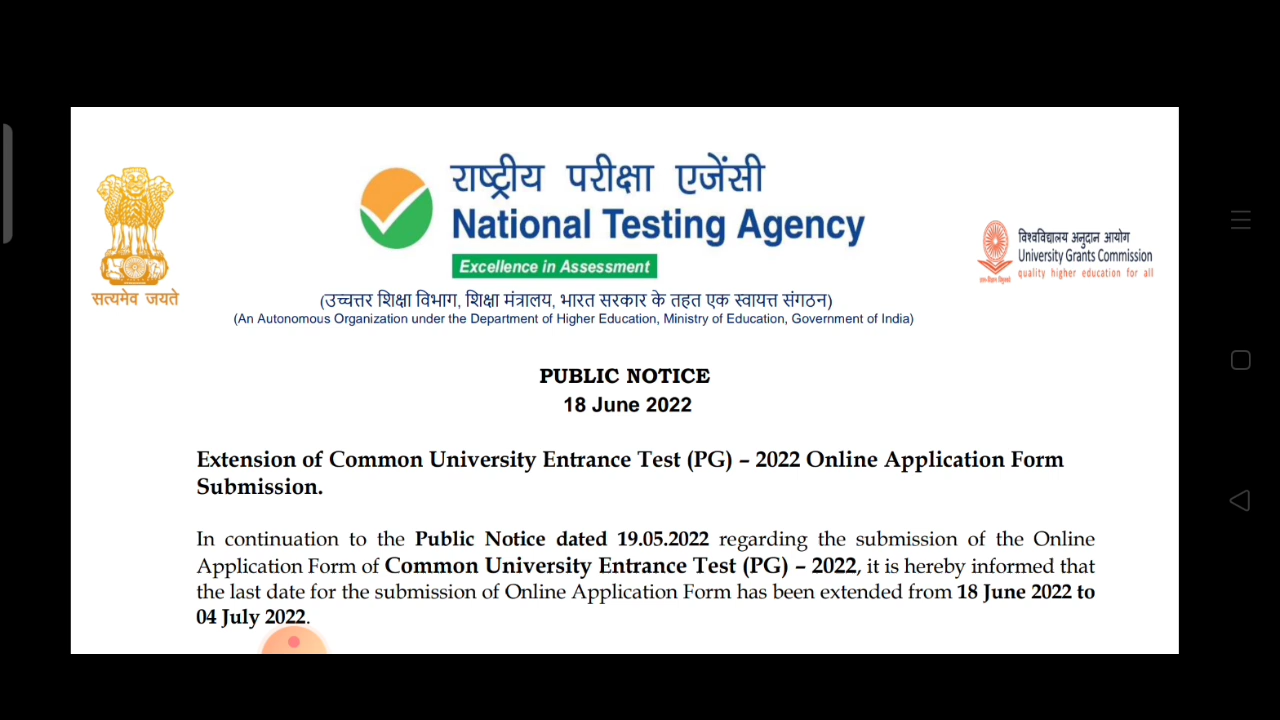 राष्ट्रीय परीक्षा एजेंसी
National Testing Agency
Excellence in Assessment
सत्यमेव जयते
विश्वविद्यालय अनुदान आयोग
University Grants Commission
quality higher education for all
(उच्चत्तर शिक्षा विभाग, शिक्षा मंत्रालय, भारत सरकार के तहत एक स्वायत्त संगठन)
(An Autonomous Organization under the Department of Higher Education, Ministry of Education, Government of India)
PUBLIC NOTICE
18 June 2022
Extension of Common University Entrance Test (PG) – 2022 Online Application Form
Submission.
In continuation to the Public Notice dated 19.05.2022 regarding the submission of the Online
Application Form of Common University Entrance Test (PG) – 2022, it is hereby informed that
the last date for the submission of Online Application Form has been extended from 18 June 2022 to
04 July 2022.